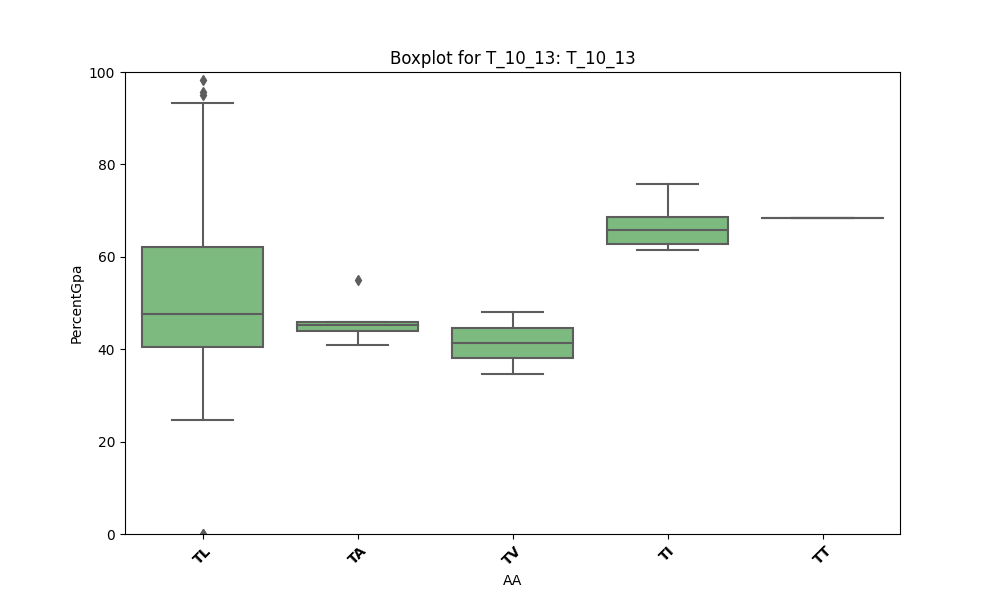 Boxplot for T_10_13: T_10_13
100
80
60
40
20
0
PercentGpa
TL
TA
TV
TI
TT
AA